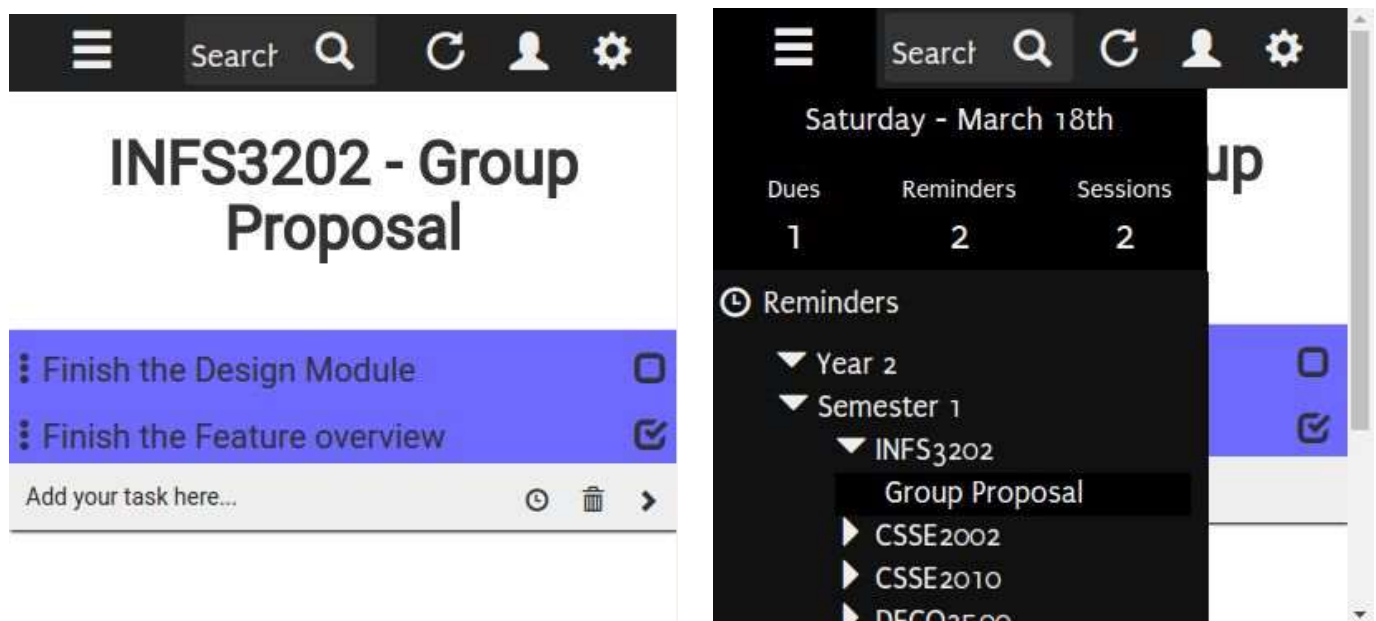 Search
INFS3202 - Group
Proposal
Finish the Design Module
Finish the Feature overview
Add your task here...
Search
Saturday - March 18th
up
Dues Reminders Sessions
1 2 2
Reminders
Year 2
Semester 1
INFS3202
Group Proposal
CSSE2002
CSSE2010